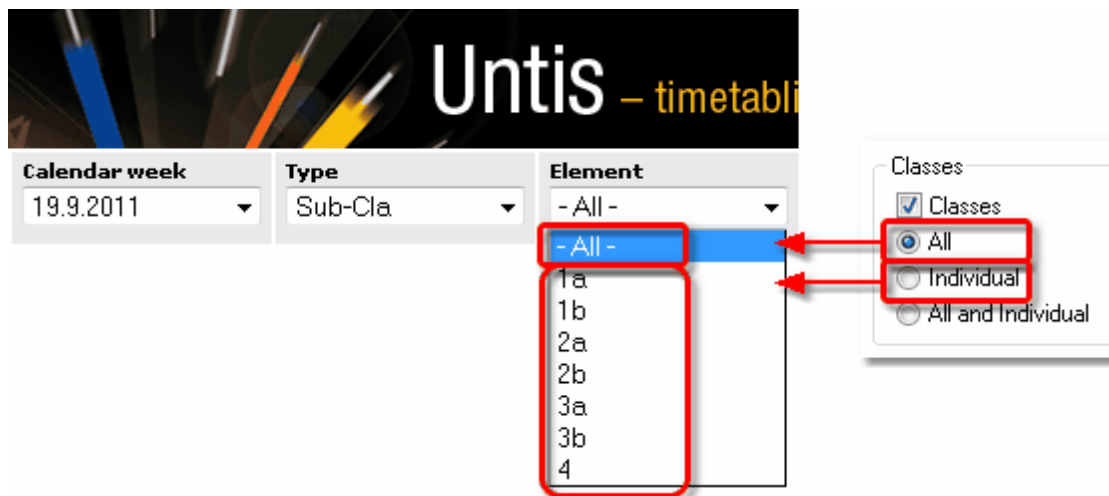 Untis – timetabli
Calendar week
Type
Element
19.9.2011
Sub-Cla
- All -
- All -
1a
1b
2a
2b
3a
3b
4
Classes
Classes
All
Individual
All and Individual